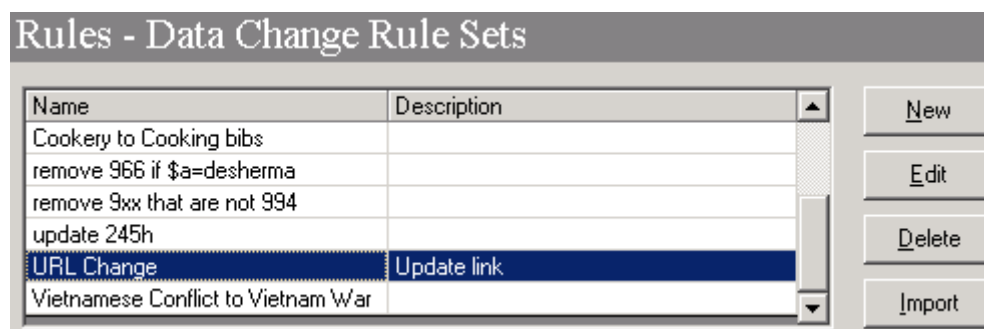 Rules - Data Change Rule Sets
Name Description
New
Cookery to Cooking bibs
remove 966 if $a=desherma
Edit
remove 9xx that are not 994
update 245h
Delete
URL Change Update link
Vietnamese Conflict to Vietnam War
Import